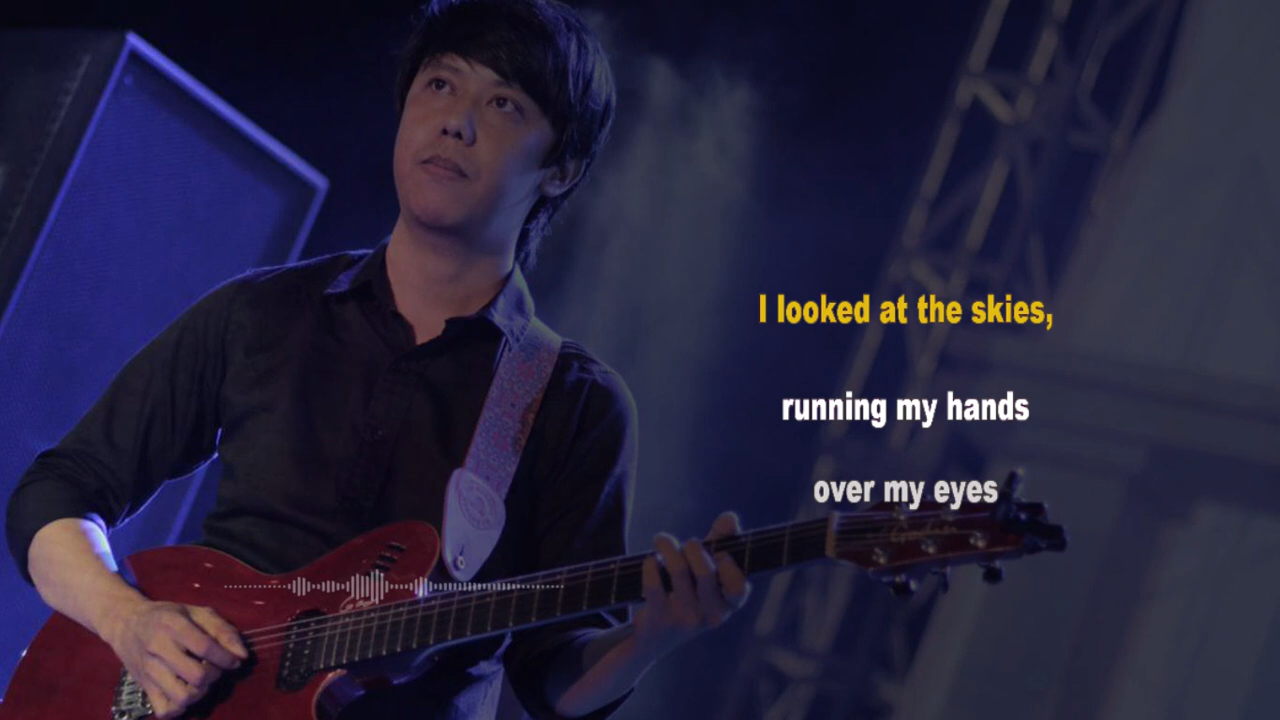 I looked at the skies,
running my hands
over my eyes